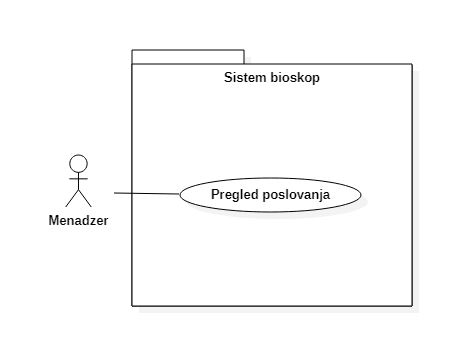 Sistem bioskop
Pregled poslovanja
Menadzer